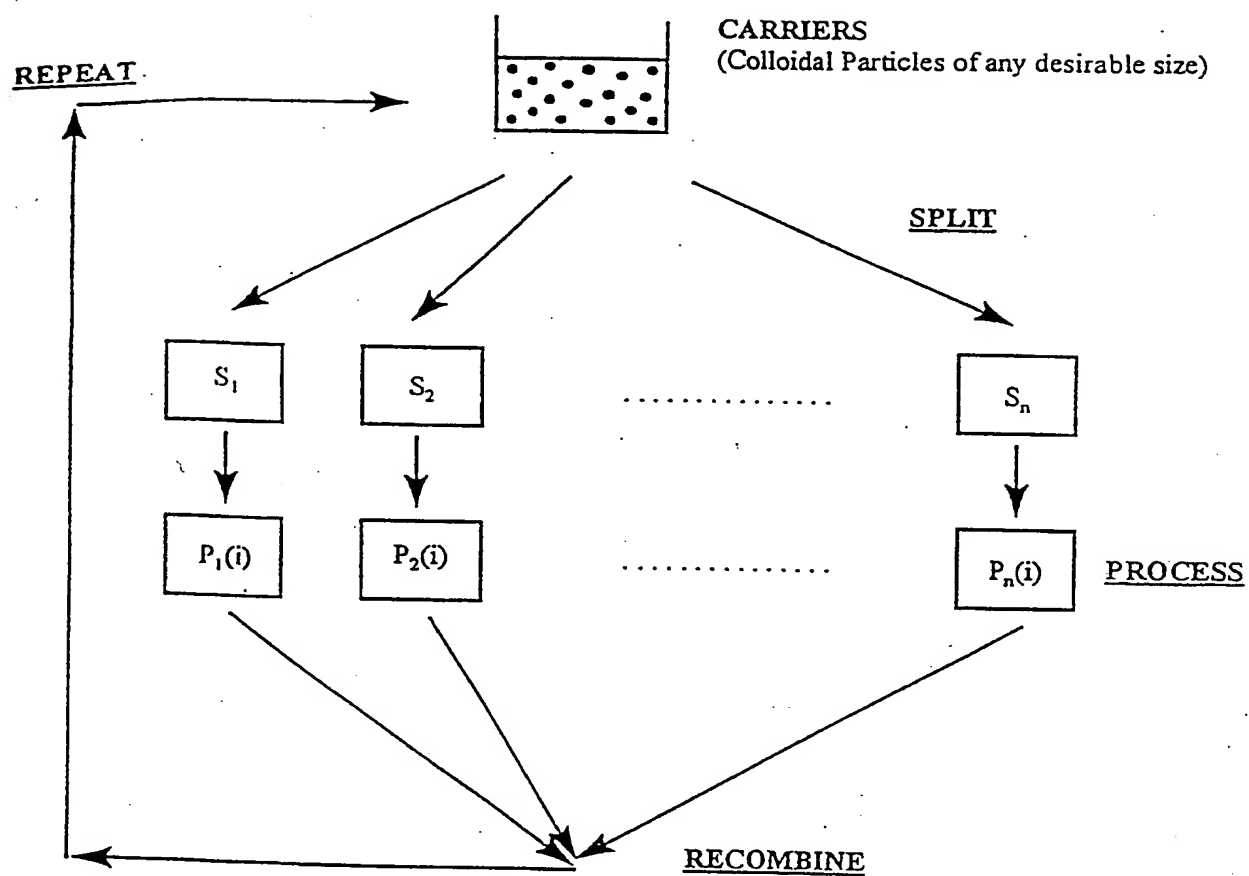 CARRIERS
(Colloidal Particles of any desirable size)
REPEAT
SPLIT
S₁ S₂ Sₙ
P₁(i) P₂(i) Pₙ(i) PROCESS
RECOMBINE